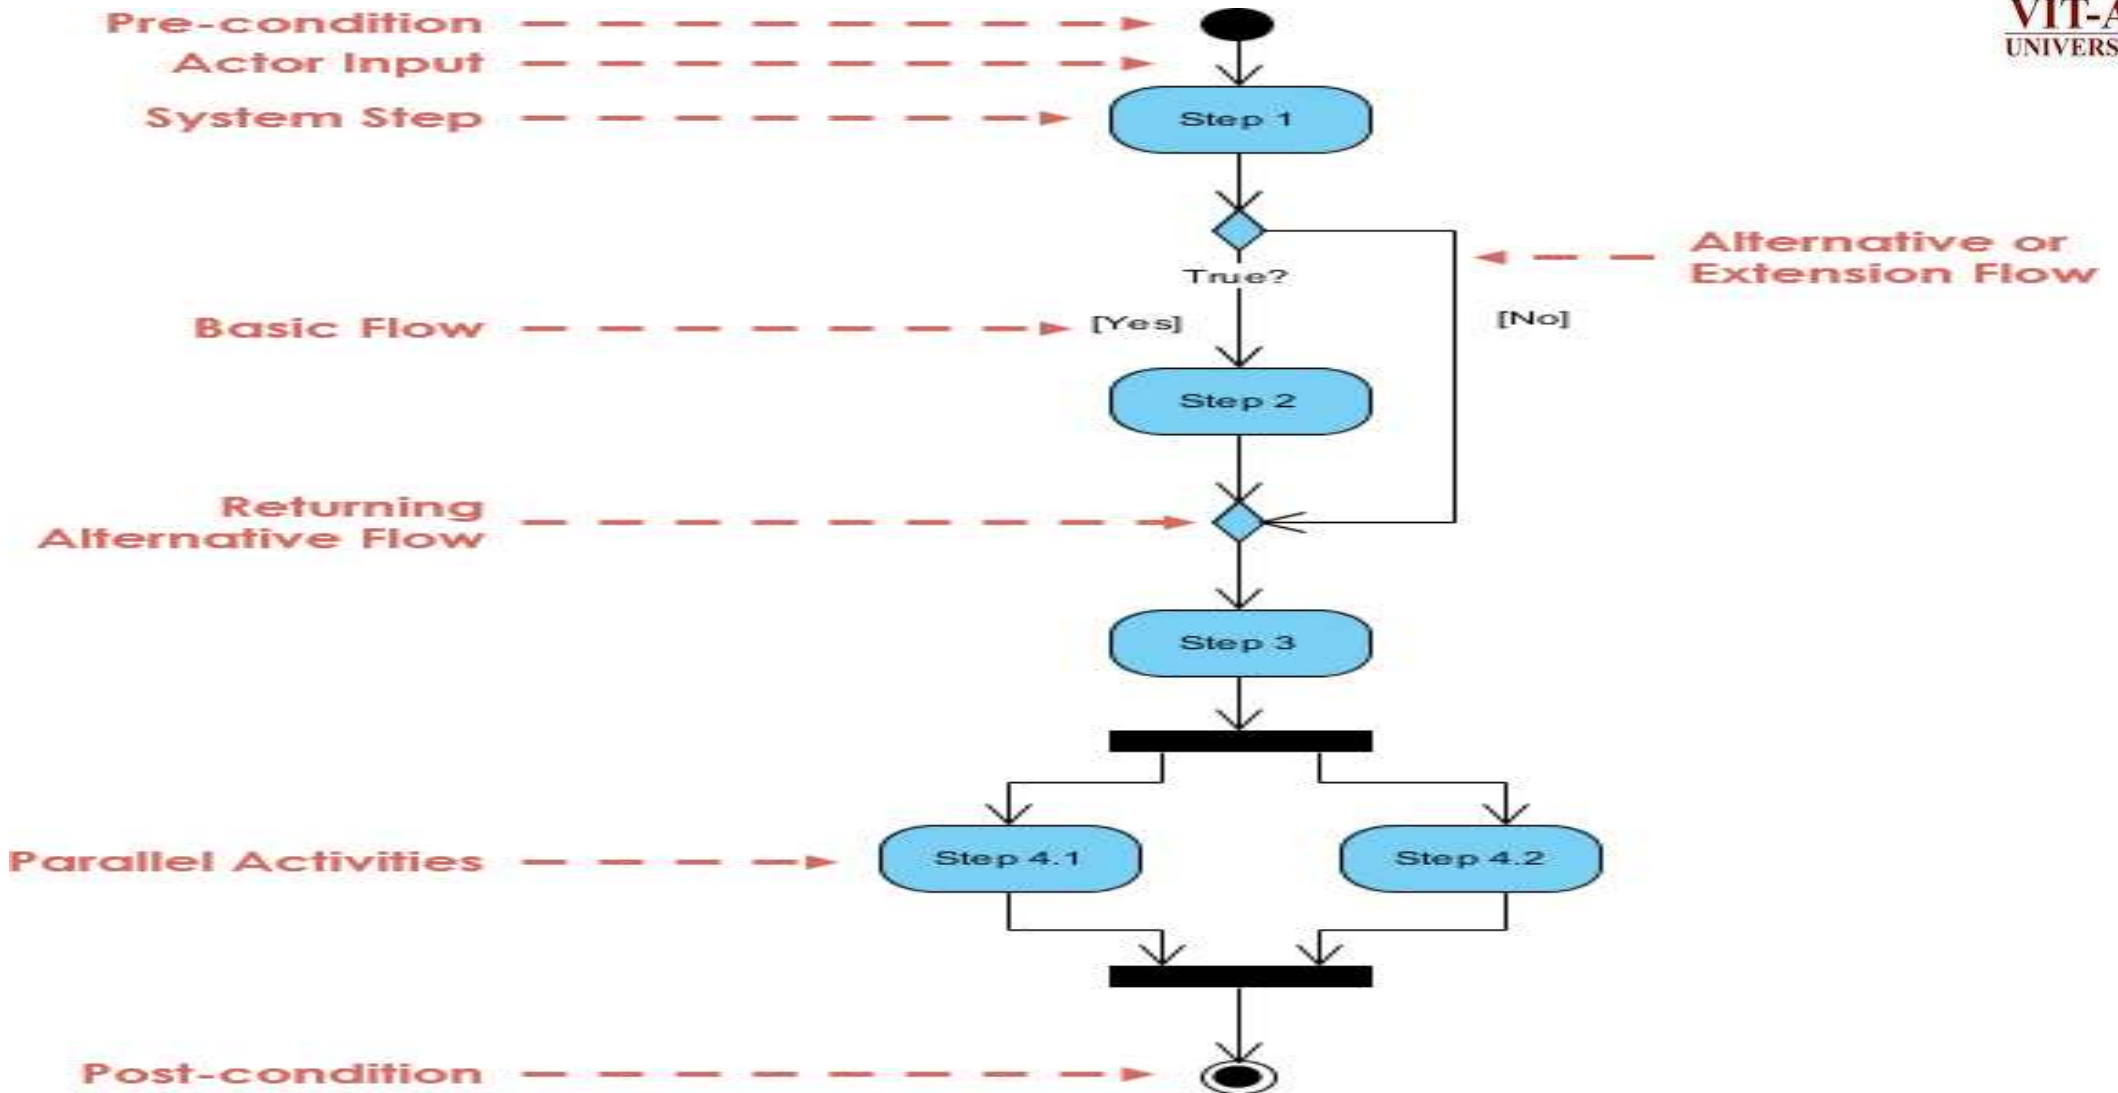 Pre-condition
Actor Input
System Step
Step 1
Alternative or
Extension Flow
True?
Basic Flow
[Yes]
[No]
Step 2
Returning
Alternative Flow
Step 3
Parallel Activities
Step 4.1
Step 4.2
Post-condition